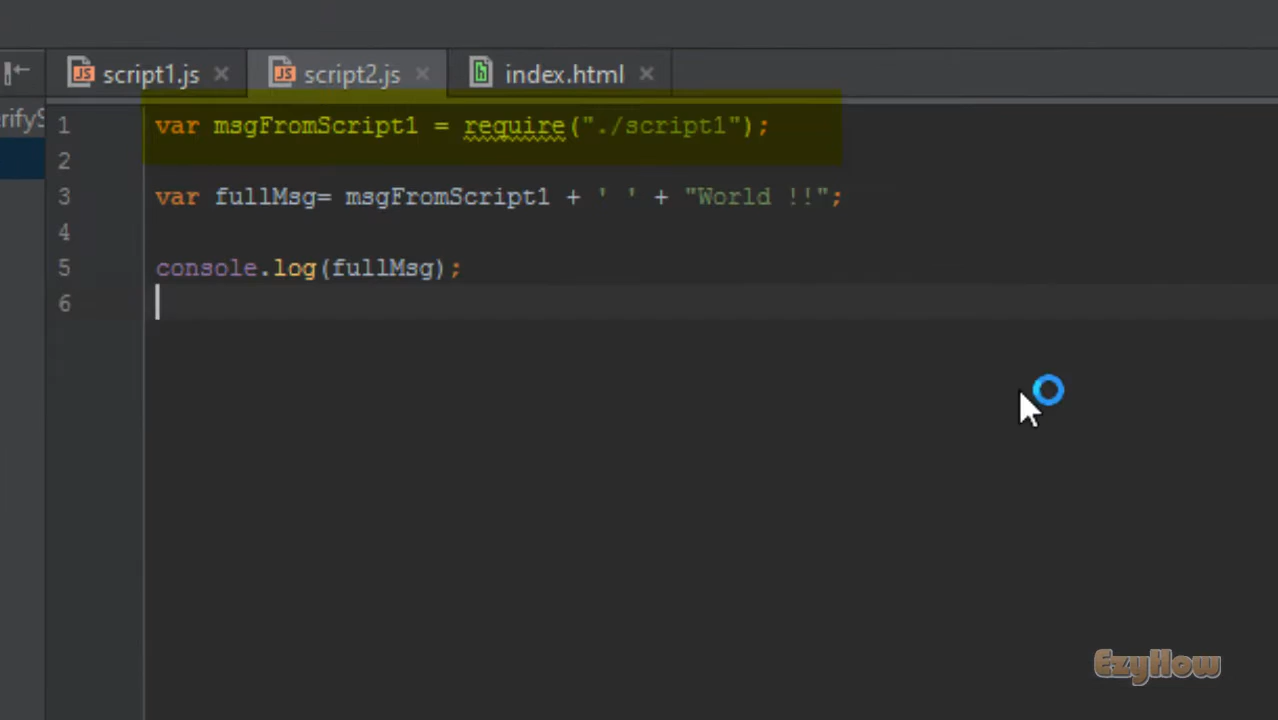 script1.js script2.js index.html
erifyS
1 var msgFromScript1 = require("./script1");
2
3 var fullMsg= msgFromScript1 + ' ' + "World !!";
4
5 console.log(fullMsg);
6
EzyHow